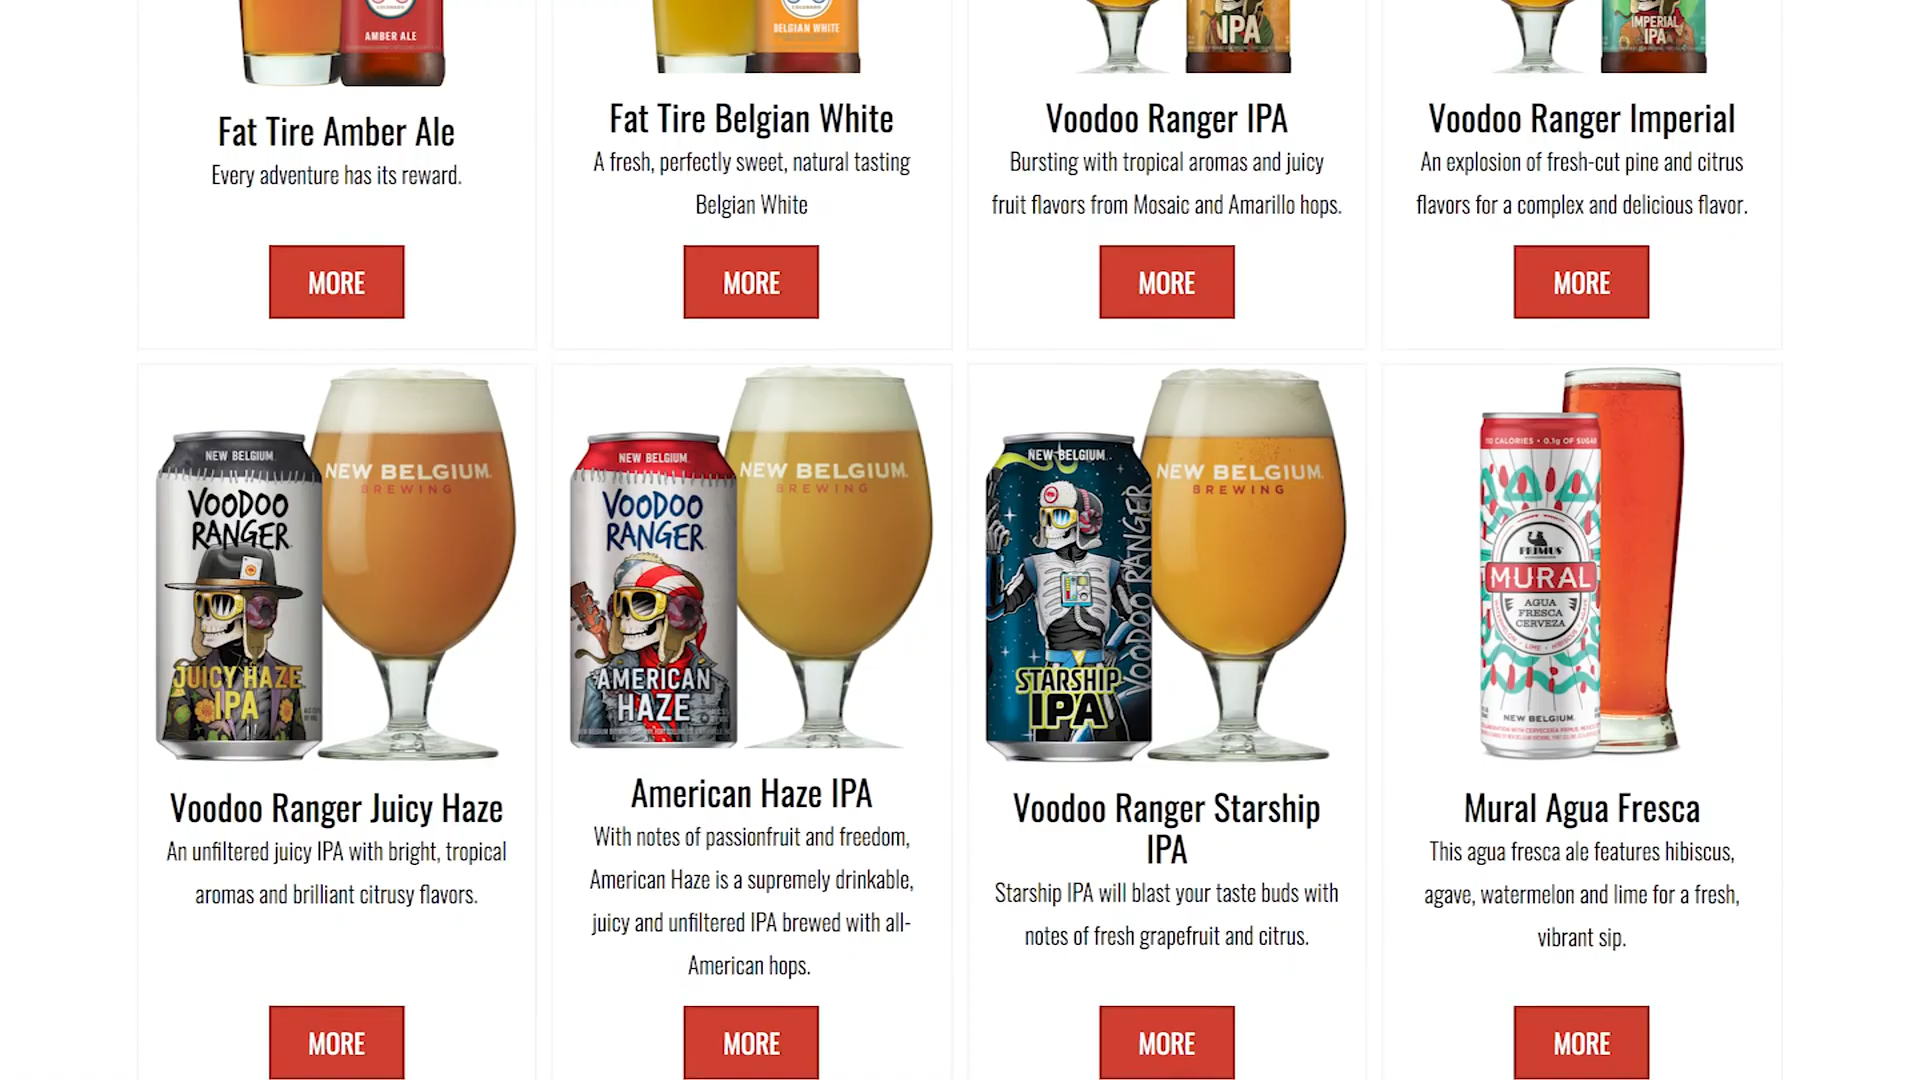 COLORADO
AMBER ALE
BELGIAN WHITE
IPA
IMPERIAL
IPA
Fat Tire Amber Ale
Every adventure has its reward.
MORE
Fat Tire Belgian White
A fresh, perfectly sweet, natural tasting
Belgian White
MORE
Voodoo Ranger IPA
Bursting with tropical aromas and juicy
fruit flavors from Mosaic and Amarillo hops.
MORE
Voodoo Ranger Imperial
An explosion of fresh-cut pine and citrus
flavors for a complex and delicious flavor.
MORE
NEW BELGIUM
VOODOO
RANGER
JUICY HAZE
IPA
NEW BELGIUM
BREWING
Voodoo Ranger Juicy Haze
An unfiltered juicy IPA with bright, tropical
aromas and brilliant citrusy flavors.
MORE
NEW BELGIUM
VOODOO
RANGER
AMERICAN
HAZE
NEW BELGIUM
BREWING
American Haze IPA
With notes of passionfruit and freedom,
American Haze is a supremely drinkable,
juicy and unfiltered IPA brewed with all-
American hops.
MORE
NEW BELGIUM
VOODOO RANGER
STARSHIP
IPA
NEW BELGIUM
BREWING
Voodoo Ranger Starship
IPA
Starship IPA will blast your taste buds with
notes of fresh grapefruit and citrus.
MORE
CALORIES • 0.1g OF SUGAR
PRIMUS
MURAL
AGUA
FRESCA
CERVEZA
NEW BELGIUM
Mural Agua Fresca
This agua fresca ale features hibiscus,
agave, watermelon and lime for a fresh,
vibrant sip.
MORE